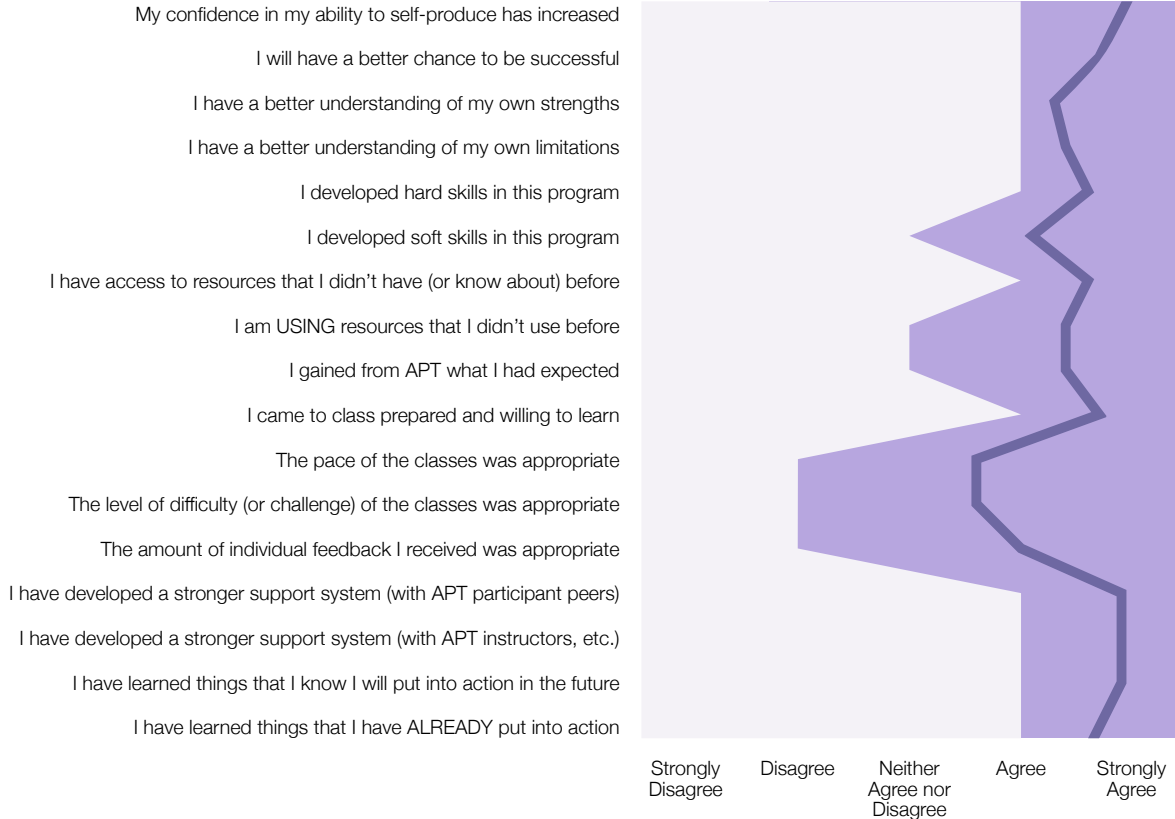 My confidence in my ability to self-produce has increased
I will have a better chance to be successful
I have a better understanding of my own strengths
I have a better understanding of my own limitations
I developed hard skills in this program
I developed soft skills in this program
I have access to resources that I didn’t have (or know about) before
I am USING resources that I didn’t use before
I gained from APT what I had expected
I came to class prepared and willing to learn
The pace of the classes was appropriate
The level of difficulty (or challenge) of the classes was appropriate
The amount of individual feedback I received was appropriate
I have developed a stronger support system (with APT participant peers)
I have developed a stronger support system (with APT instructors, etc.)
I have learned things that I know I will put into action in the future
I have learned things that I have ALREADY put into action
Strongly
Disagree
Disagree
Neither
Agree nor
Disagree
Agree
Strongly
Agree